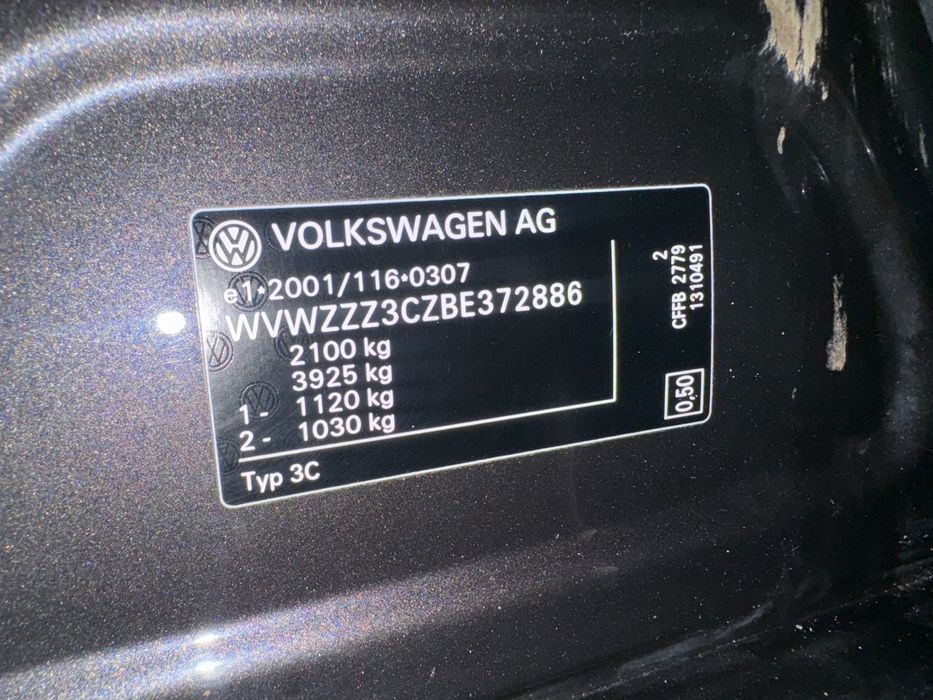 VOLKSWAGEN AG
e1*2001/116*0307
WVWZZZ3CZBE372886
2100 kg
3925 kg
1 - 1120 kg
2 - 1030 kg
Typ 3C
2
CFFB 2779
1310491
0,50